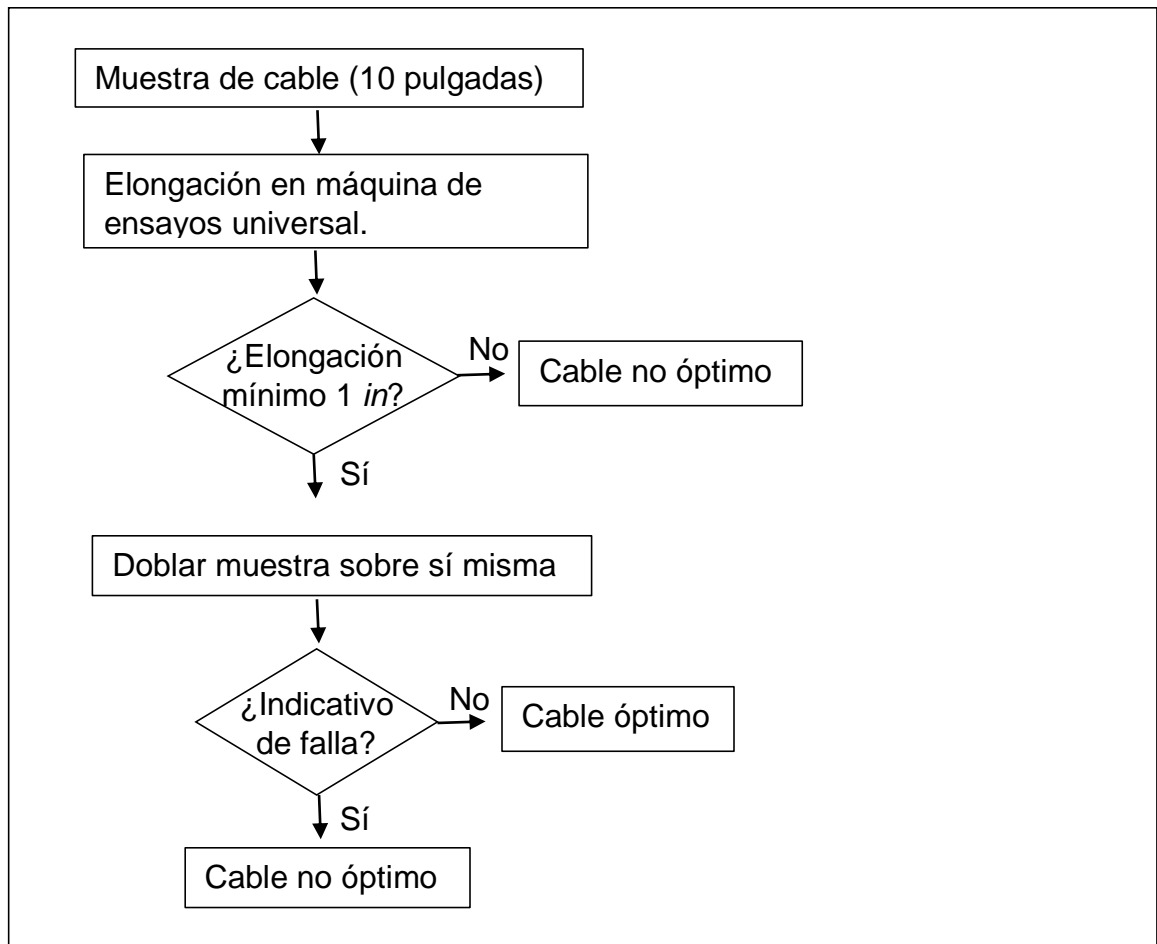 Muestra de cable (10 pulgadas)
Elongación en máquina de
ensayos universal.
¿Elongación
mínimo 1 in?
No
Cable no óptimo
Sí
Doblar muestra sobre sí misma
¿Indicativo
de falla?
No
Cable óptimo
Sí
Cable no óptimo